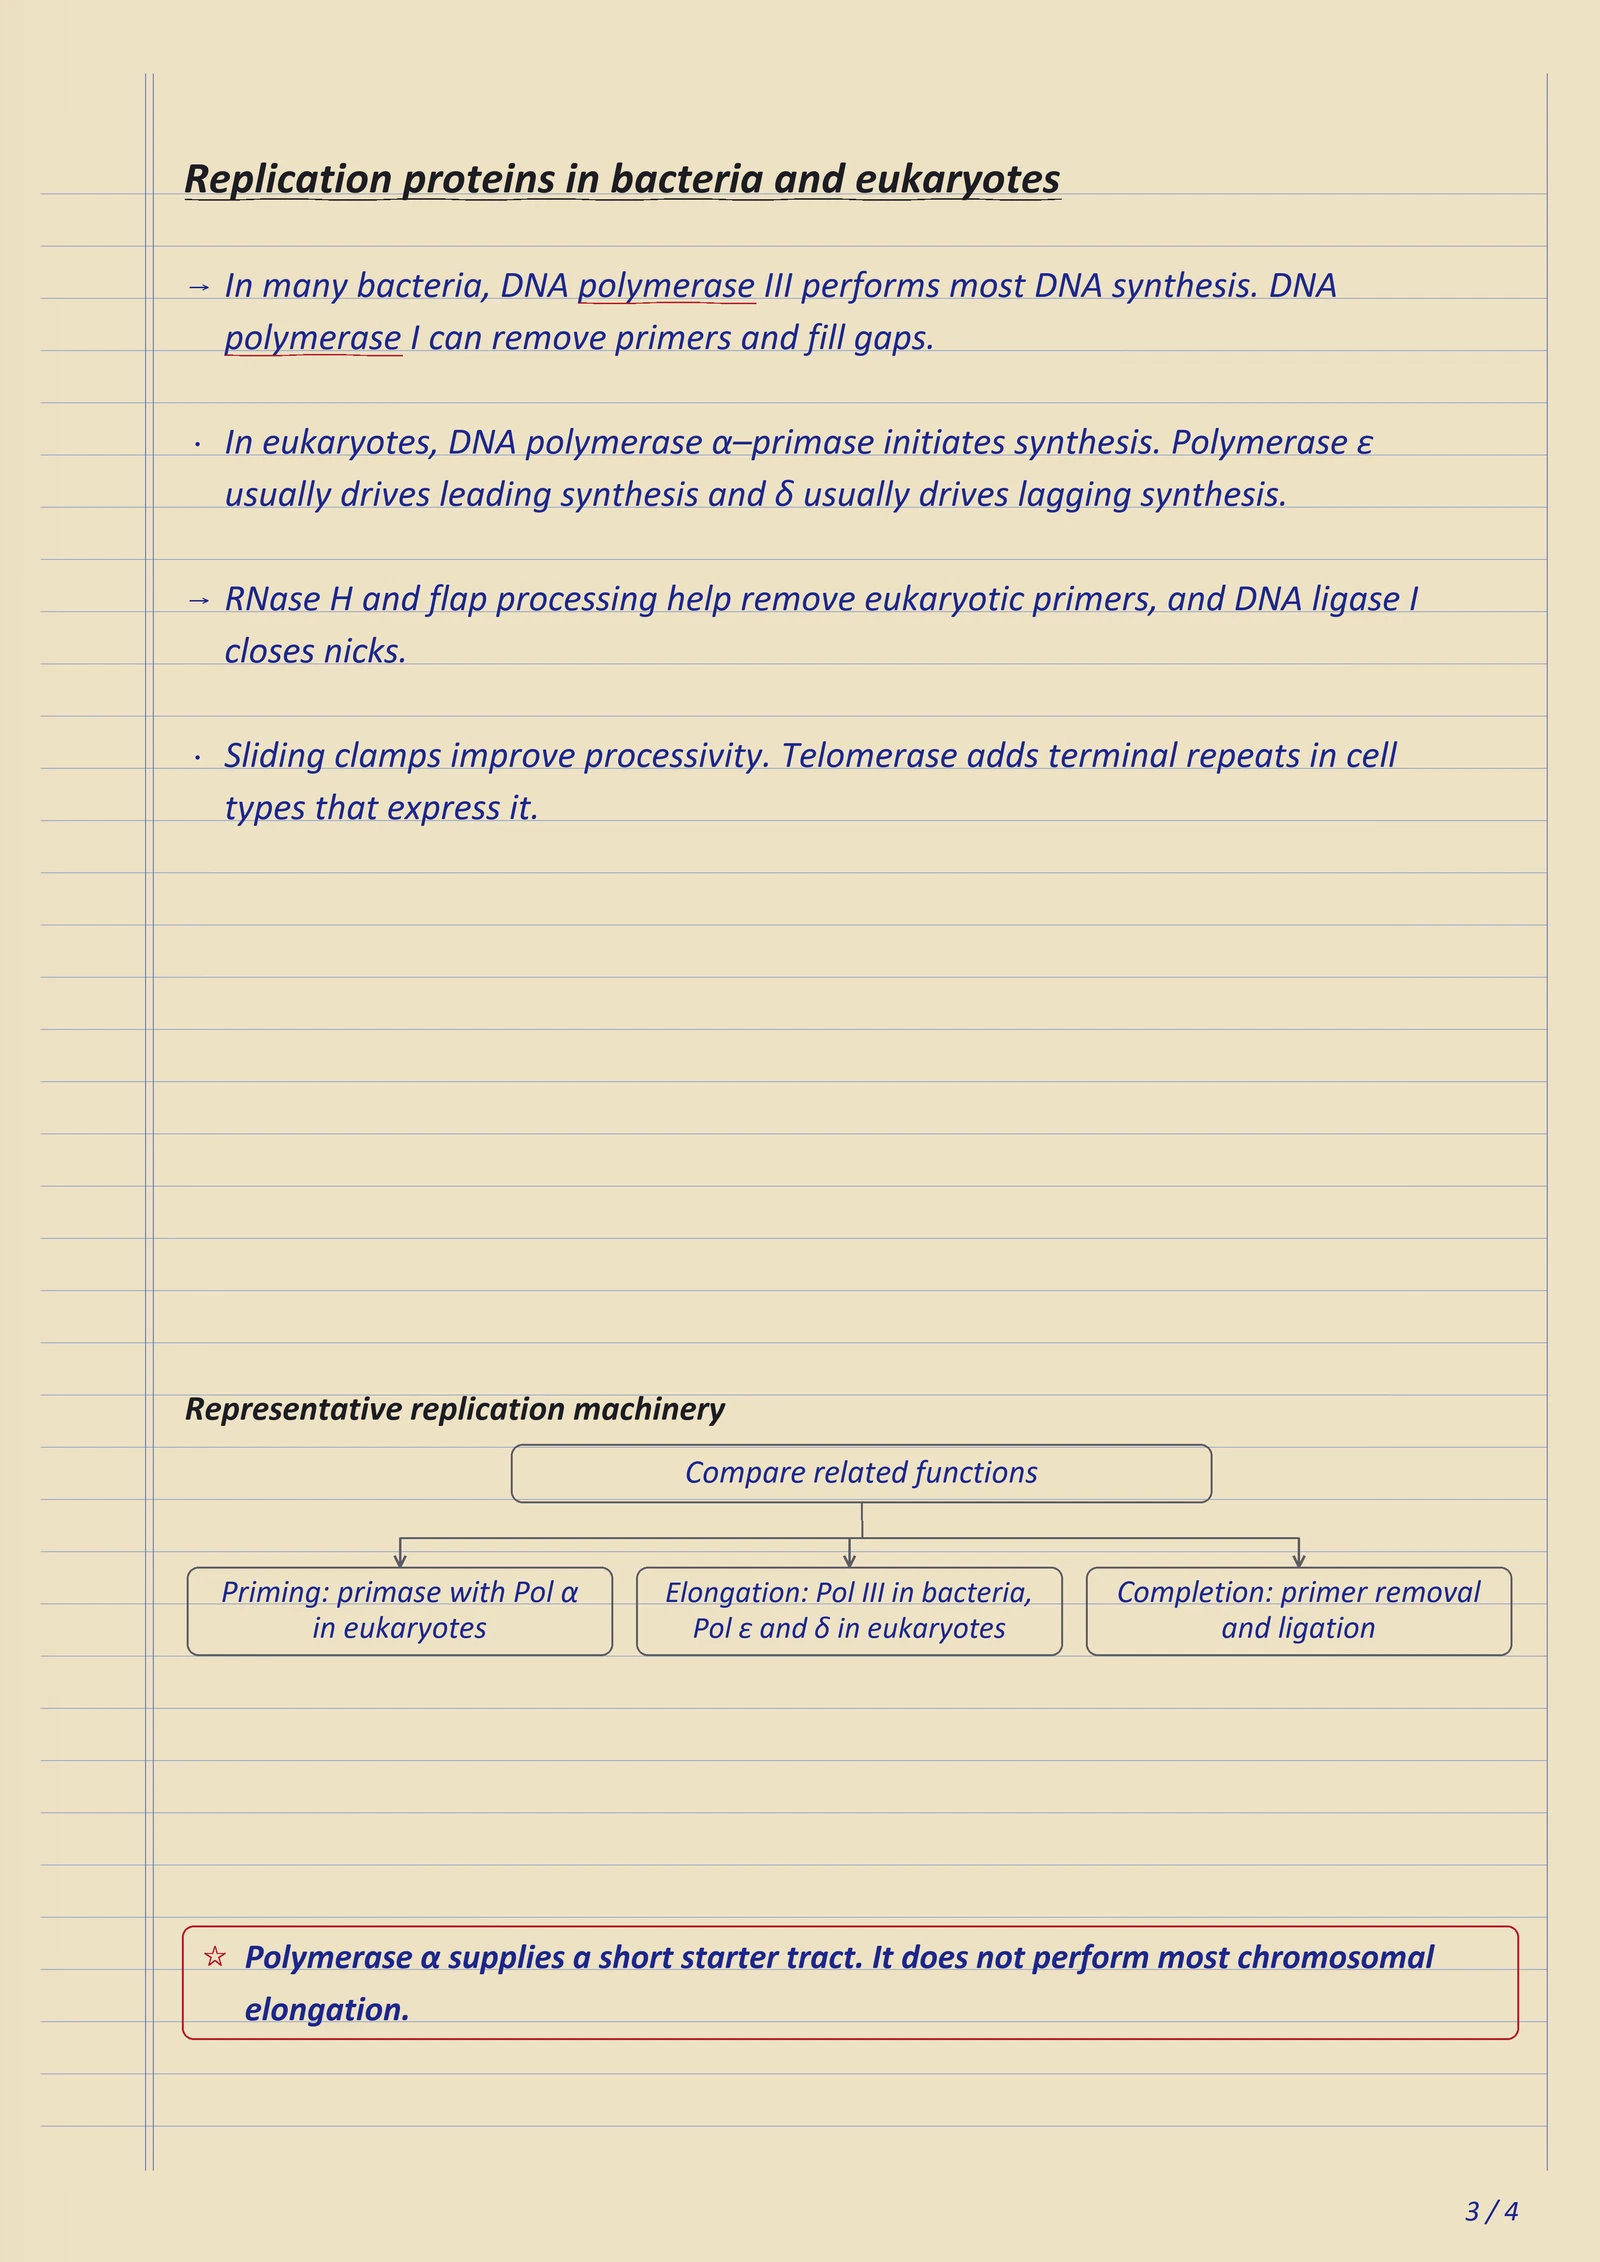 Replication proteins in bacteria and eukaryotes
→ In many bacteria, DNA polymerase III performs most DNA synthesis. DNA
polymerase I can remove primers and fill gaps.
· In eukaryotes, DNA polymerase α–primase initiates synthesis. Polymerase ε
usually drives leading synthesis and δ usually drives lagging synthesis.
→ RNase H and flap processing help remove eukaryotic primers, and DNA ligase I
closes nicks.
· Sliding clamps improve processivity. Telomerase adds terminal repeats in cell
types that express it.
Representative replication machinery
Compare related functions
Priming: primase with Pol α
in eukaryotes
Elongation: Pol III in bacteria,
Pol ε and δ in eukaryotes
Completion: primer removal
and ligation
☆ Polymerase α supplies a short starter tract. It does not perform most chromosomal
elongation.
3 / 4